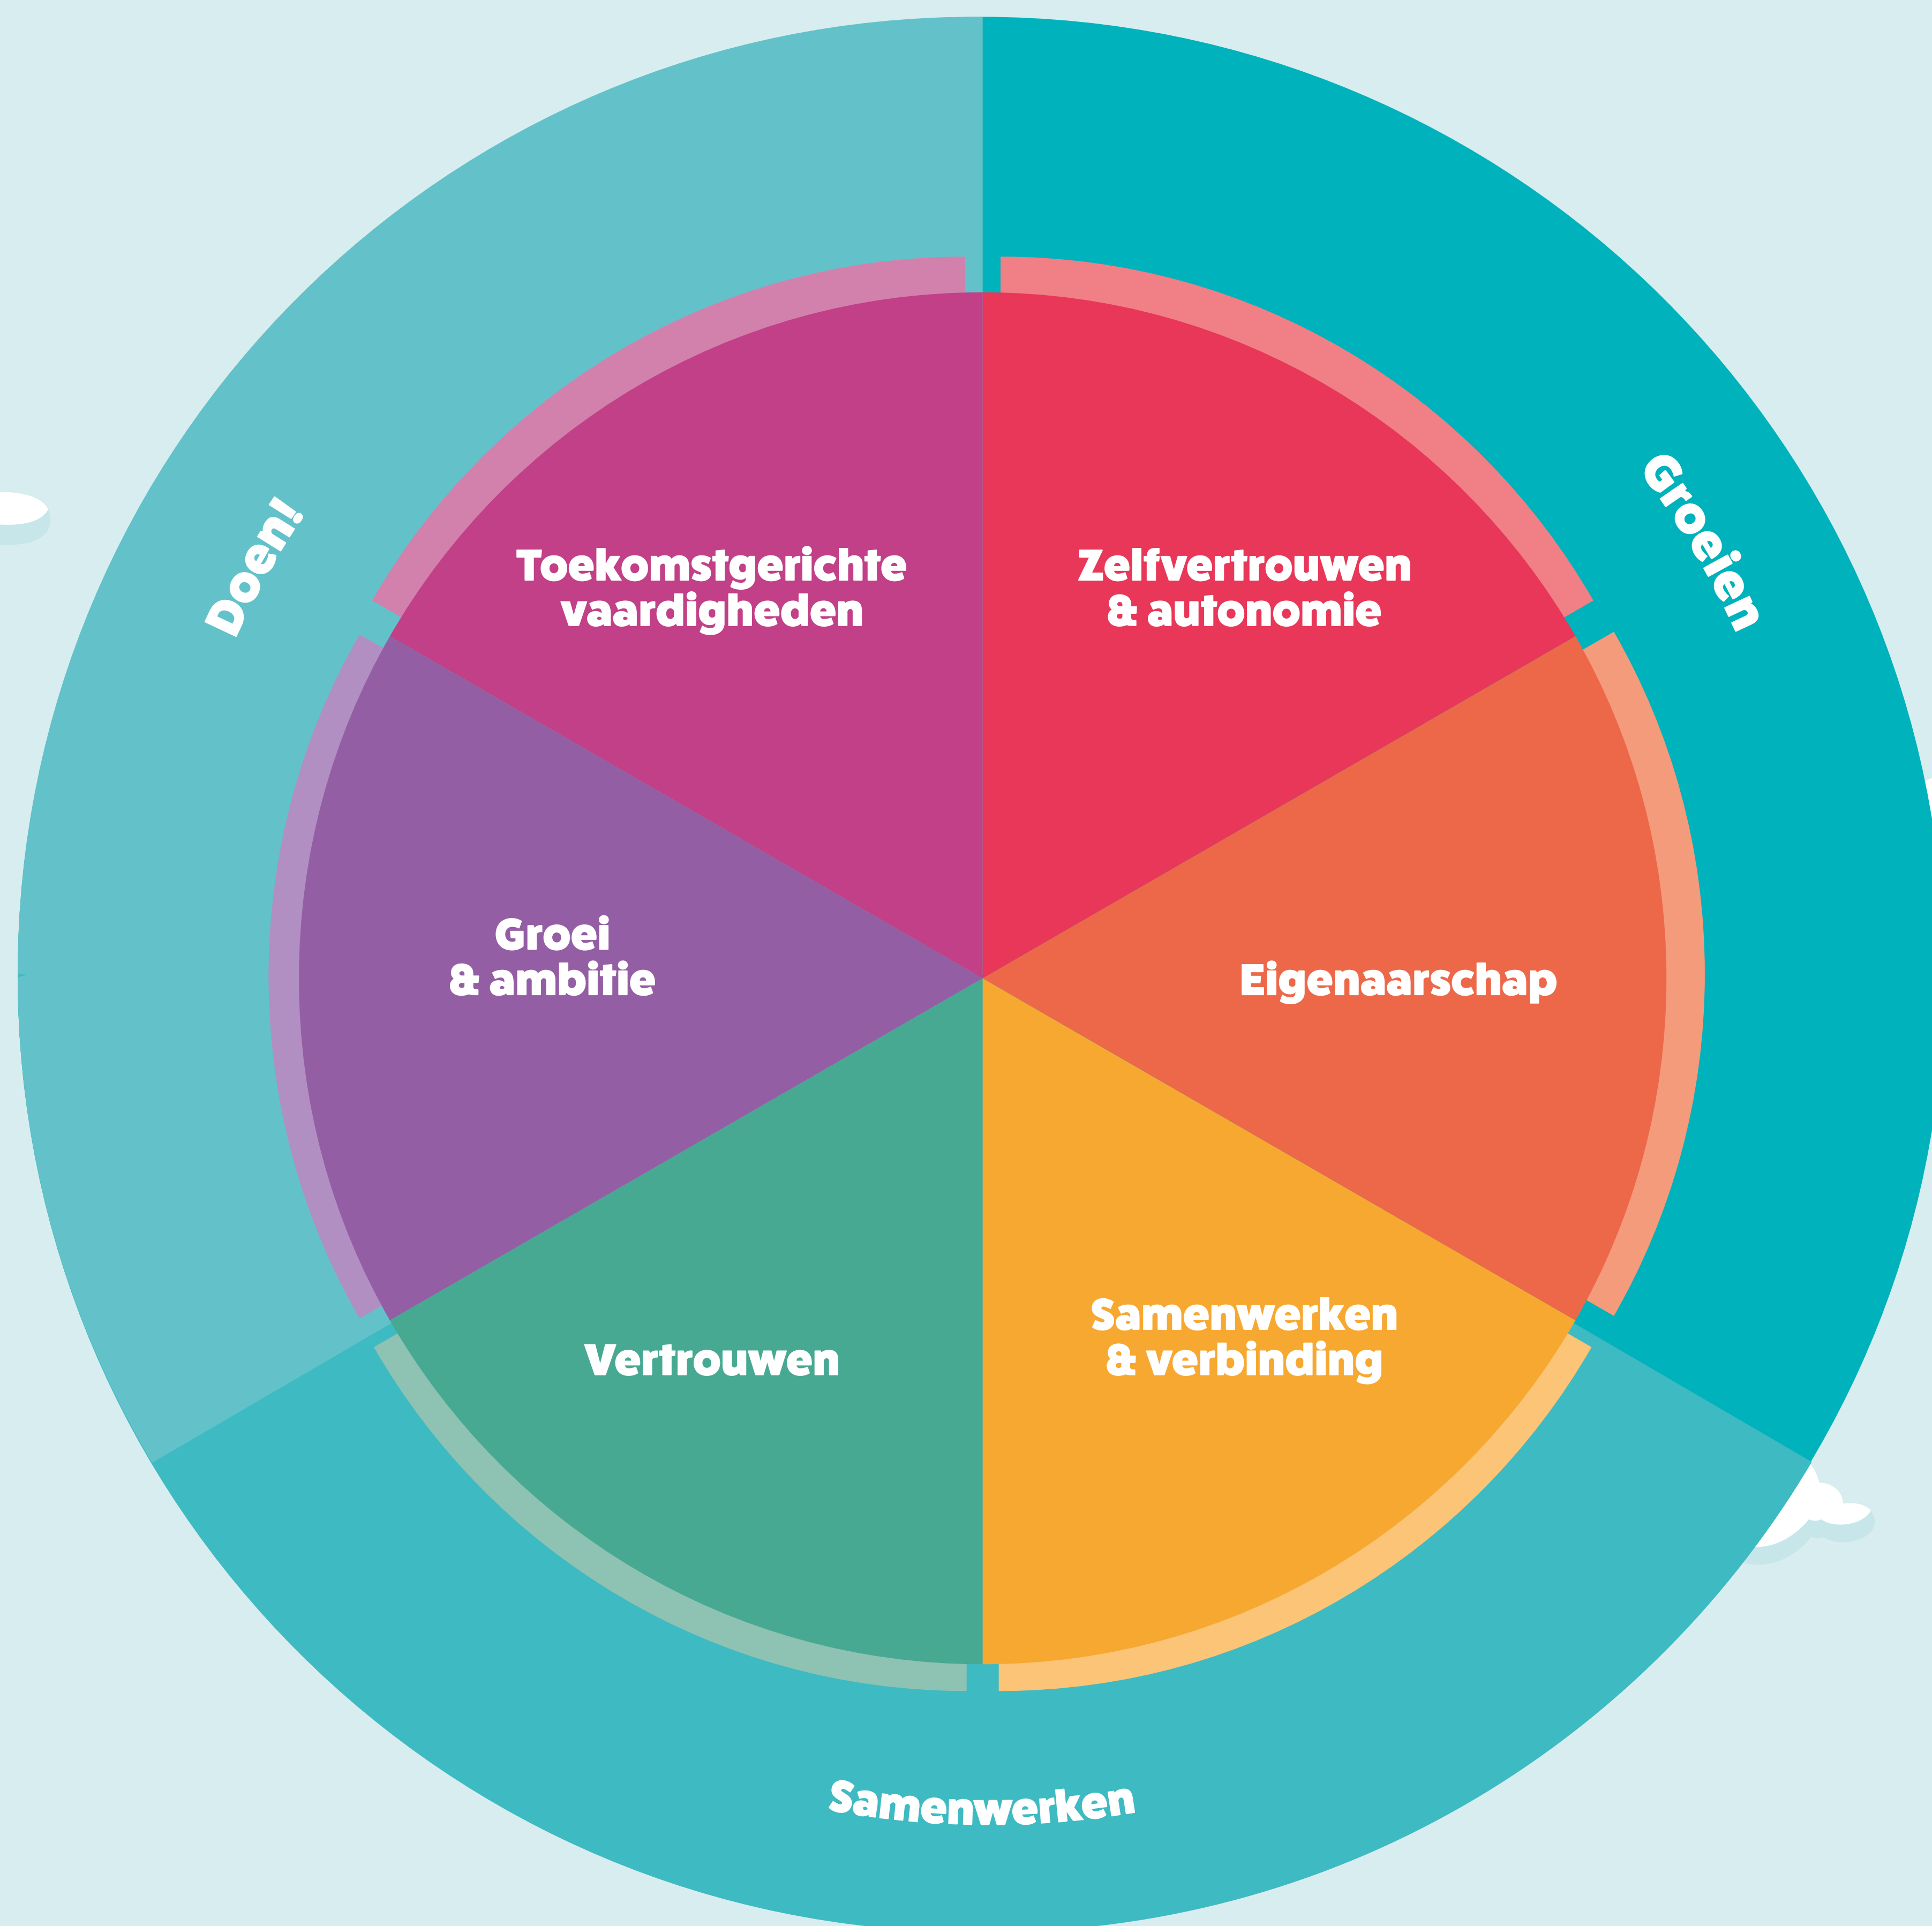 Doen!
Groeien
Toekomstgerichte
vaardigheden
Zelfvertrouwen
& autonomie
Groei
& ambitie
Eigenaarschap
Vertrouwen
Samenwerken
& verbinding
Samenwerken